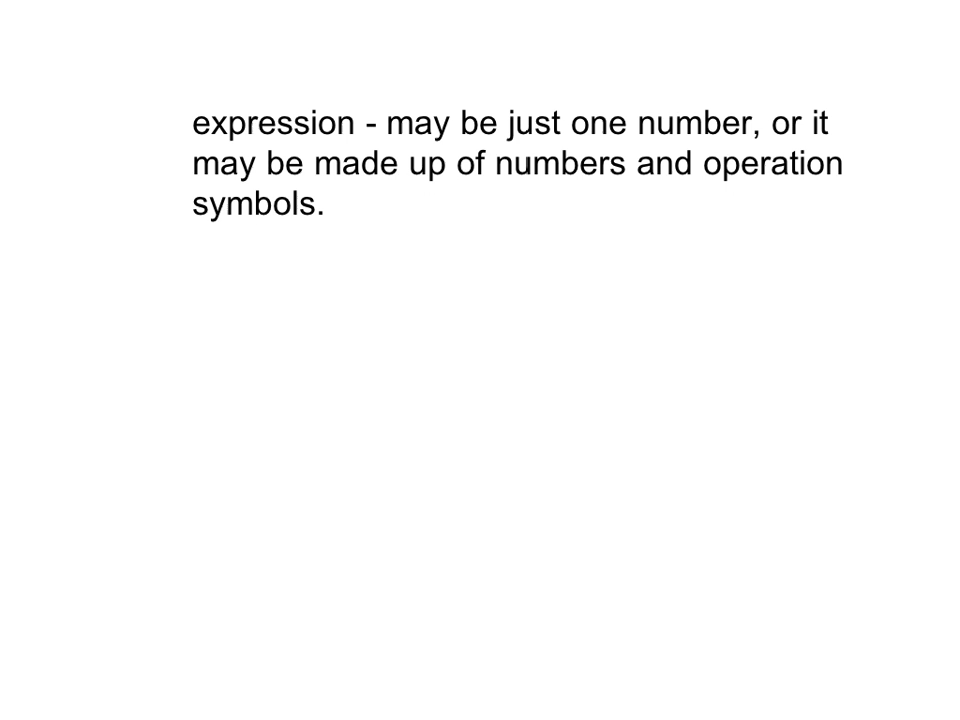 expression - may be just one number, or it
may be made up of numbers and operation
symbols.